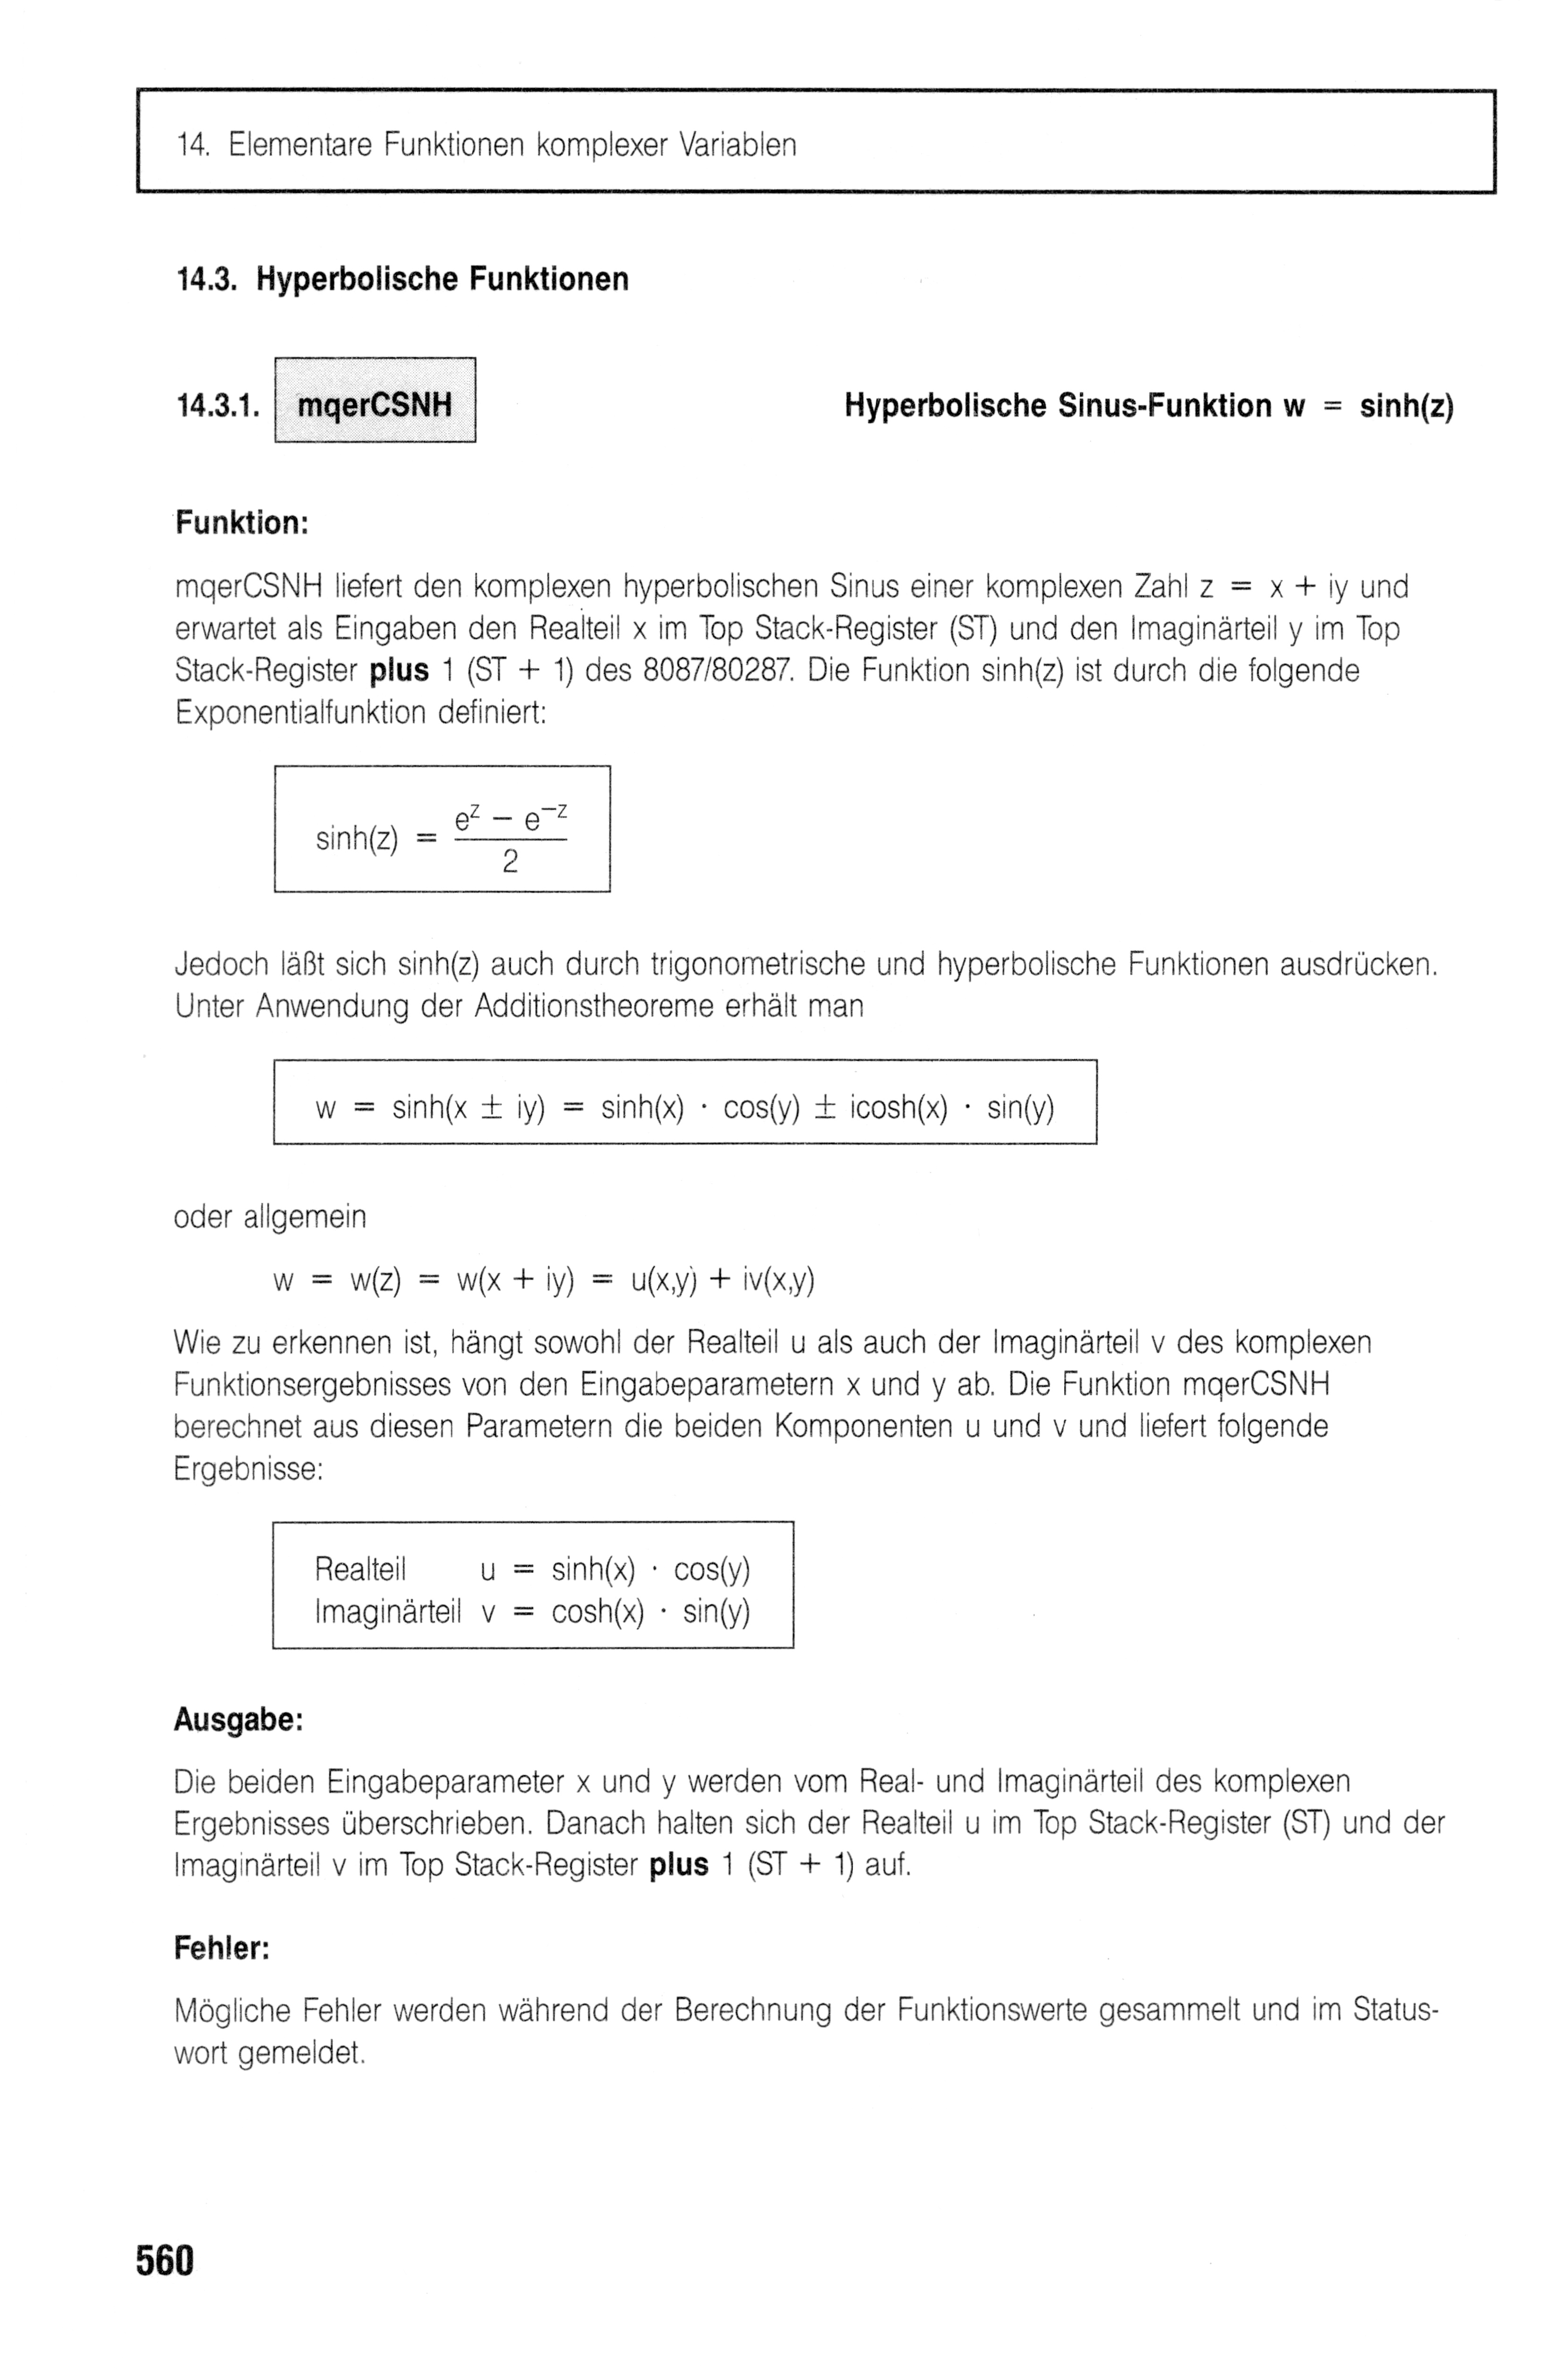 14. Elementare Funktionen komplexer Variablen
14.3. Hyperbolische Funktionen
14.3.1. mqerCSNH Hyperbolische Sinus-Funktion w = sinh(z)
Funktion:
mqerCSNH liefert den komplexen hyperbolischen Sinus einer komplexen Zahl z = x + iy und
erwartet als Eingaben den Realteil x im Top Stack-Register (ST) und den Imaginärteil y im Top
Stack-Register plus 1 (ST + 1) des 8087/80287. Die Funktion sinh(z) ist durch die folgende
Exponentialfunktion definiert:
sinh(z) = (e^z − e^−z) / 2
Jedoch läßt sich sinh(z) auch durch trigonometrische und hyperbolische Funktionen ausdrücken.
Unter Anwendung der Additionstheoreme erhält man
w = sinh(x ± iy) = sinh(x) · cos(y) ± icosh(x) · sin(y)
oder allgemein
w = w(z) = w(x + iy) = u(x,y) + iv(x,y)
Wie zu erkennen ist, hängt sowohl der Realteil u als auch der Imaginärteil v des komplexen
Funktionsergebnisses von den Eingabeparametern x und y ab. Die Funktion mqerCSNH
berechnet aus diesen Parametern die beiden Komponenten u und v und liefert folgende
Ergebnisse:
Realteil u = sinh(x) · cos(y)
Imaginärteil v = cosh(x) · sin(y)
Ausgabe:
Die beiden Eingabeparameter x und y werden vom Real- und Imaginärteil des komplexen
Ergebnisses überschrieben. Danach halten sich der Realteil u im Top Stack-Register (ST) und der
Imaginärteil v im Top Stack-Register plus 1 (ST + 1) auf.
Fehler:
Mögliche Fehler werden während der Berechnung der Funktionswerte gesammelt und im Status-
wort gemeldet.
560